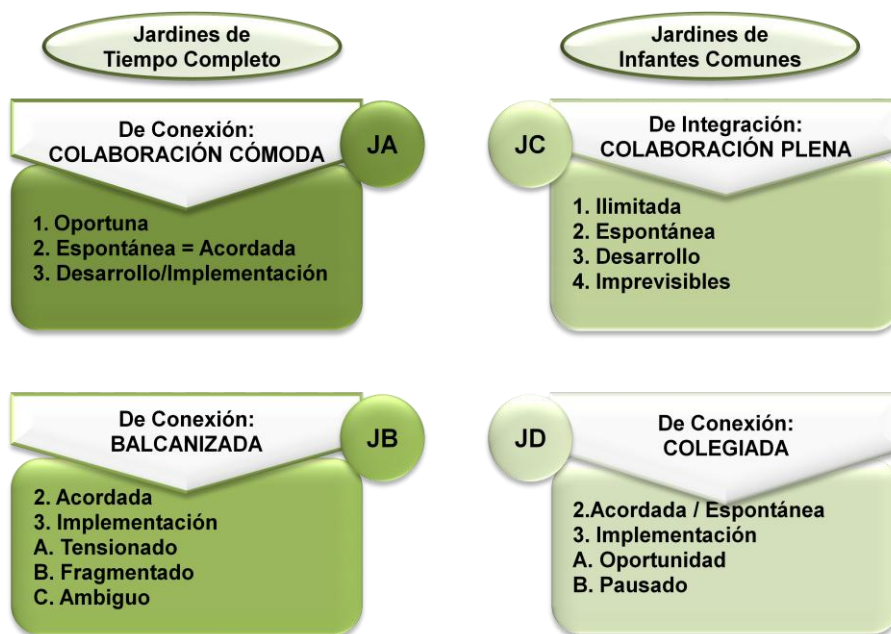 Jardines de
Tiempo Completo
Jardines de
Infantes Comunes
De Conexión:
COLABORACIÓN CÓMODA
JA
1. Oportuna
2. Espontánea = Acordada
3. Desarrollo/Implementación
JC
De Integración:
COLABORACIÓN PLENA
1. Ilimitada
2. Espontánea
3. Desarrollo
4. Imprevisibles
De Conexión:
BALCANIZADA
JB
2. Acordada
3. Implementación
A. Tensionado
B. Fragmentado
C. Ambiguo
JD
De Conexión:
COLEGIADA
2.Acordada / Espontánea
3. Implementación
A. Oportunidad
B. Pausado